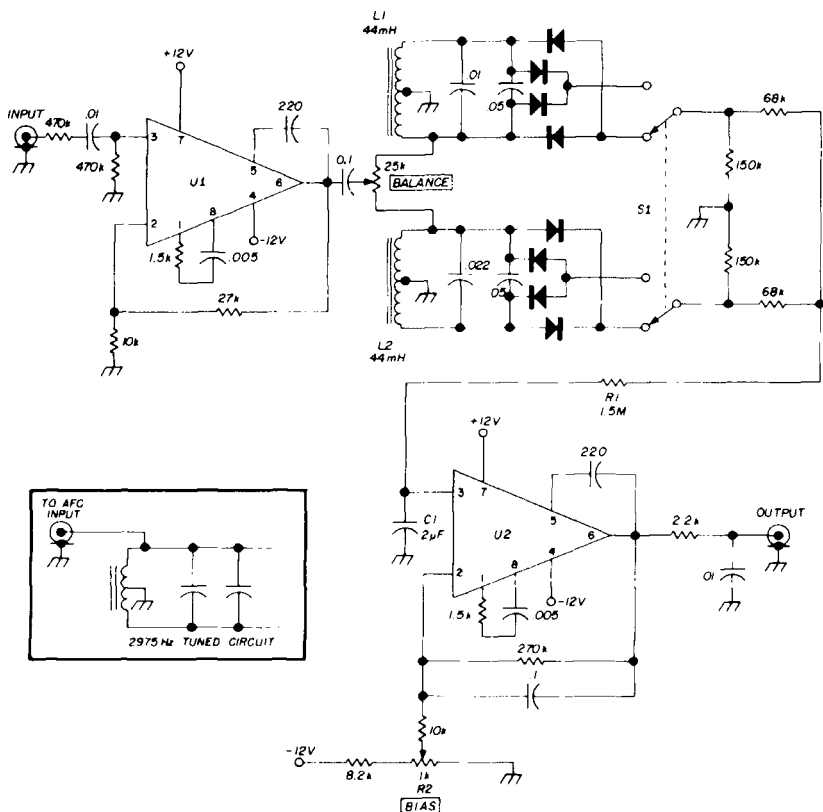 L1
44mH
+12V
.01
.05
INPUT
470k
.01
470k
3
7
220
5
U1
6
4
2
8
-12V
1.5k
.005
0.1
25k
BALANCE
27k
10k
.022
.05
L2
44mH
S1
68k
150k
150k
68k
R1
1.5M
+12V
220
3
7
5
C1
2µF
U2
6
4
2
8
-12V
1.5k
.005
2.2k
OUTPUT
.01
270k
.1
10k
-12V
8.2k
1k
R2
BIAS
TO AFC
INPUT
2975 Hz TUNED CIRCUIT